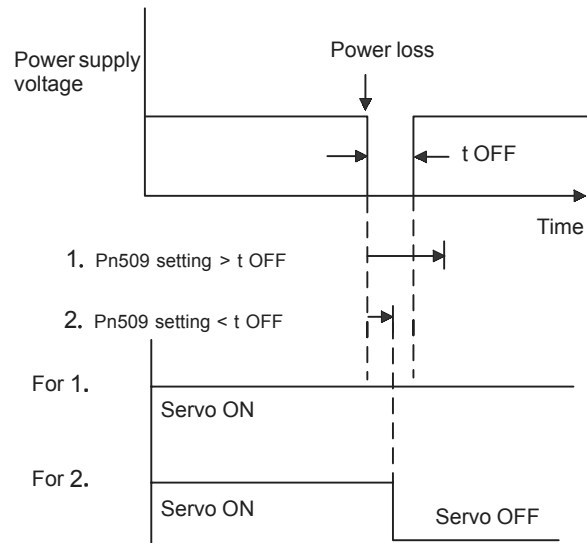 Power supply
voltage
Power loss
t OFF
Time
1. Pn509 setting > t OFF
2. Pn509 setting < t OFF
For 1.
Servo ON
For 2.
Servo ON
Servo OFF